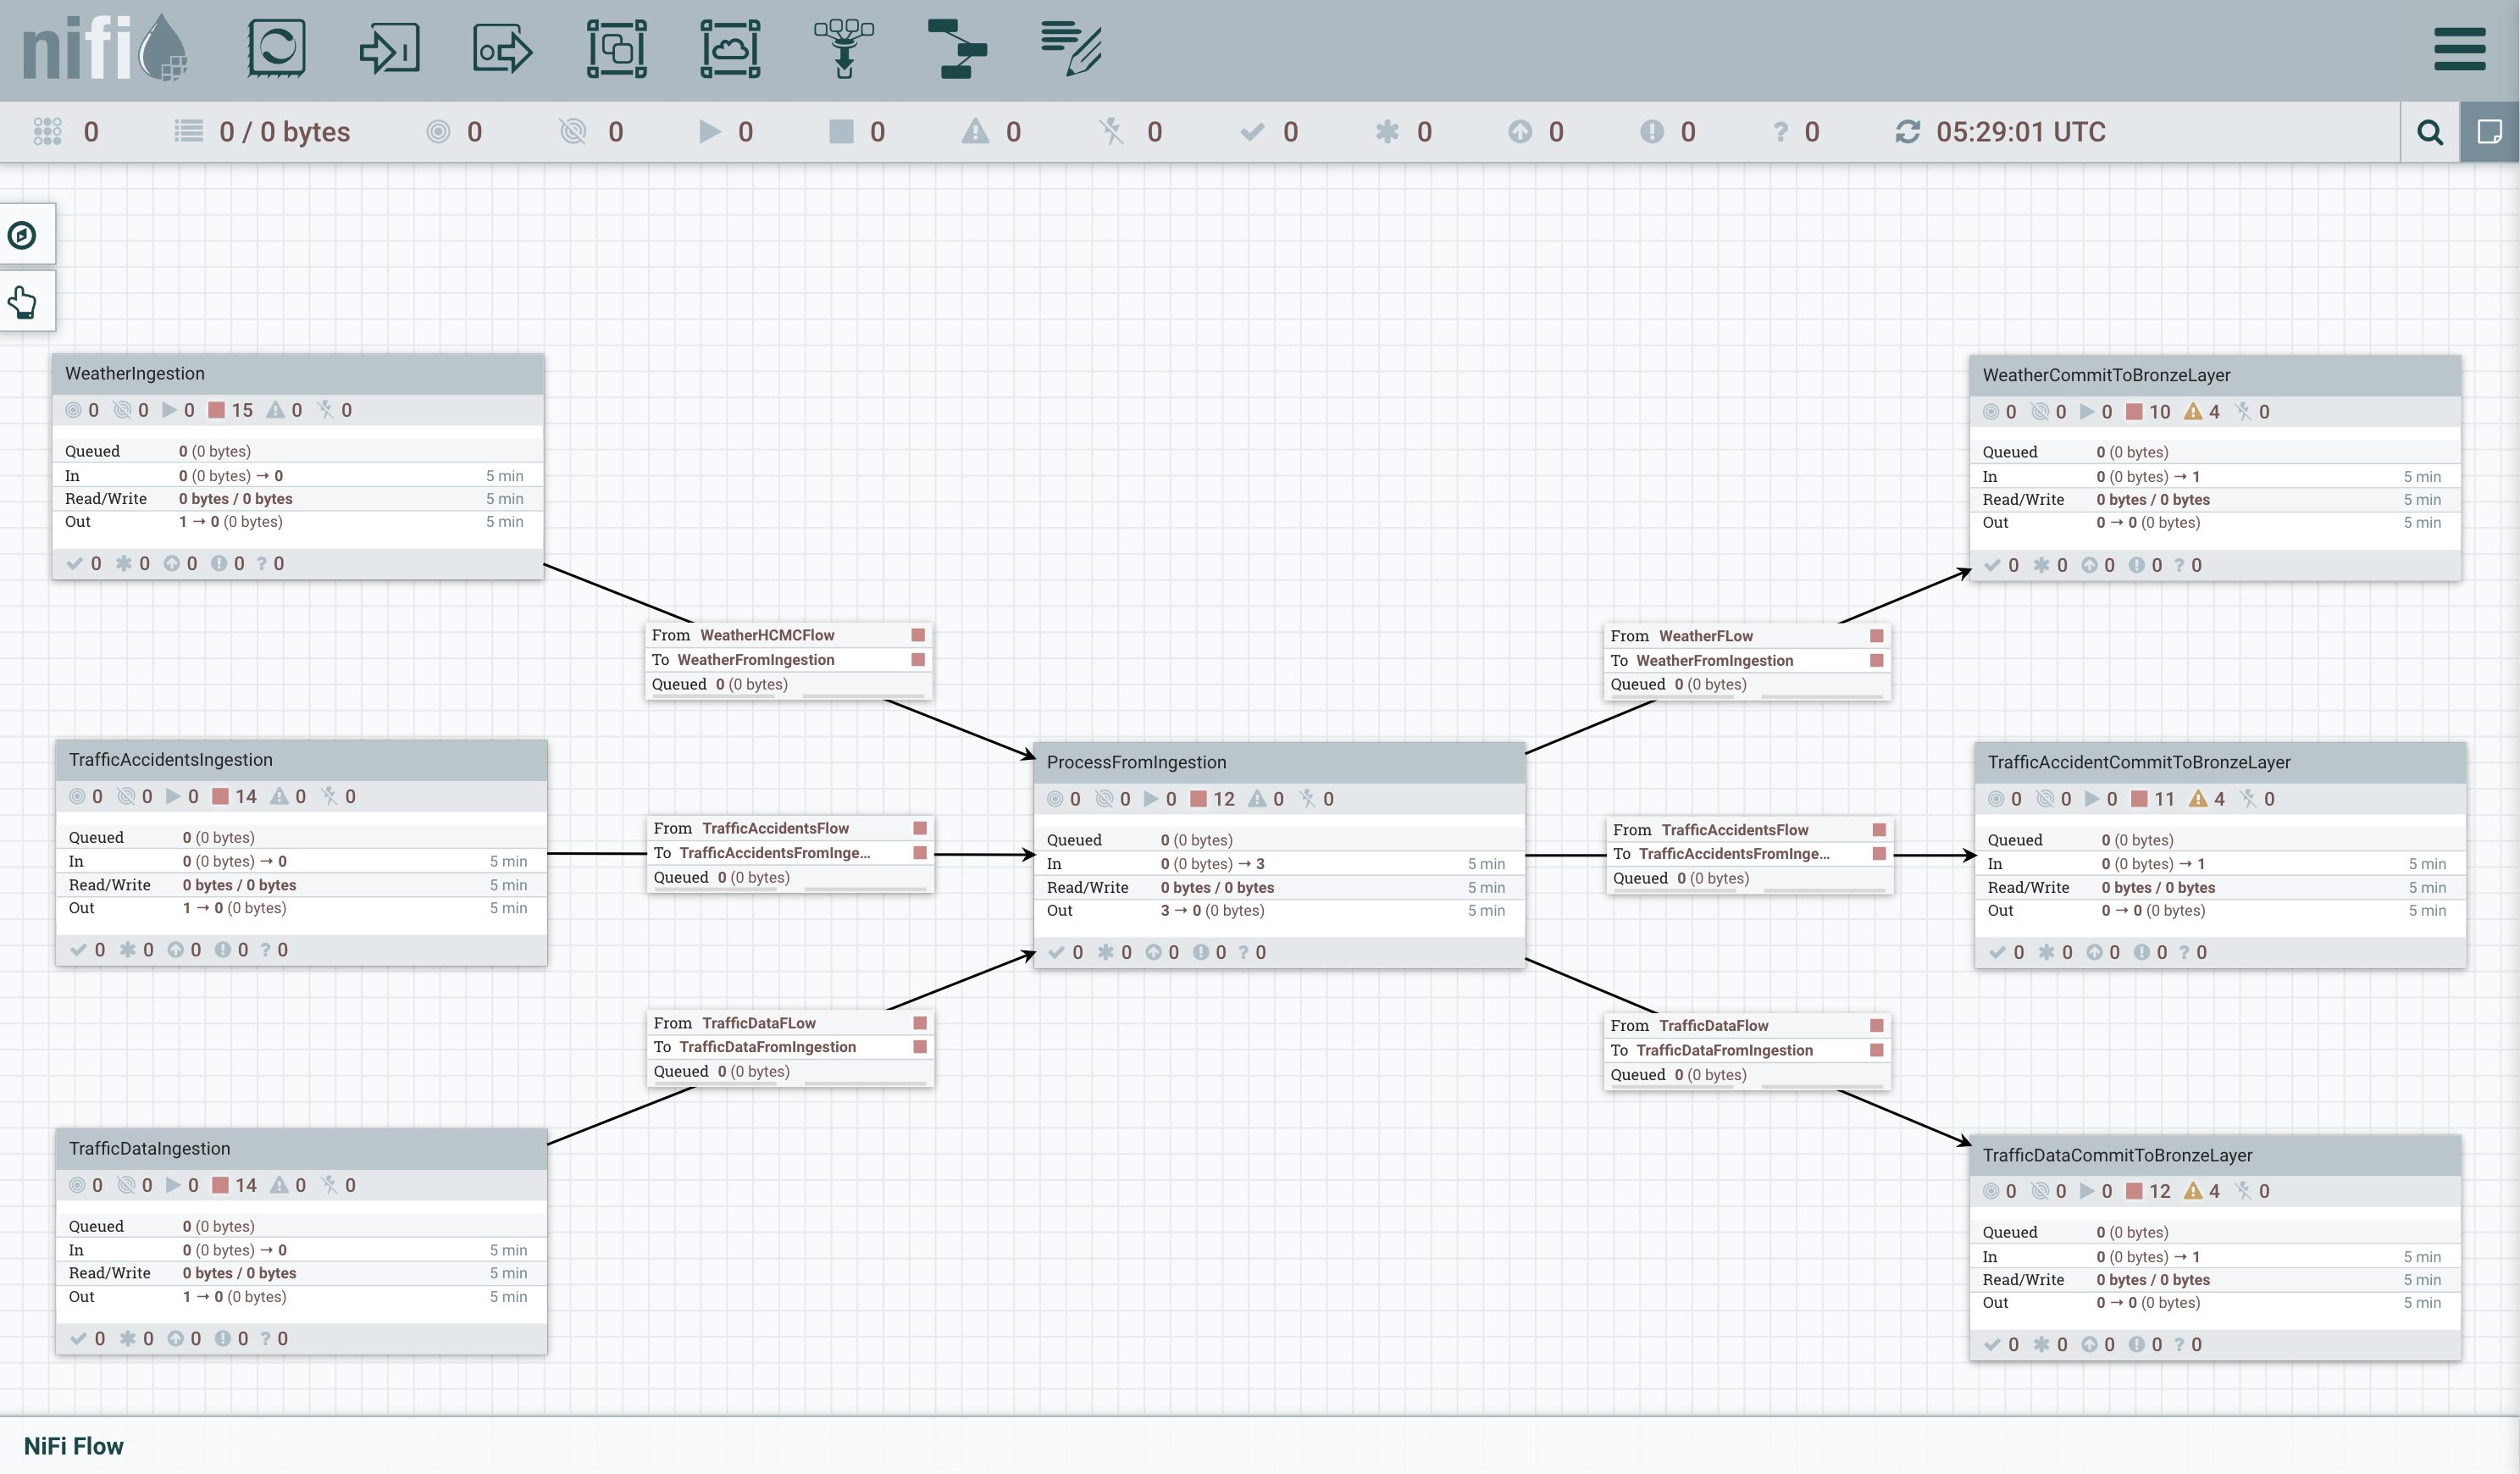 nifi
0 0 / 0 bytes 0 0 0 0 0 0 0 0 0 0 ? 0 05:29:01 UTC
WeatherIngestion
0 0 0 15 0 0
Queued 0 (0 bytes)
In 0 (0 bytes) → 0 5 min
Read/Write 0 bytes / 0 bytes 5 min
Out 1 → 0 (0 bytes) 5 min
0 0 0 0 ? 0
WeatherCommitToBronzeLayer
0 0 0 10 4 0
Queued 0 (0 bytes)
In 0 (0 bytes) → 1 5 min
Read/Write 0 bytes / 0 bytes 5 min
Out 0 → 0 (0 bytes) 5 min
0 0 0 0 ? 0
From WeatherHCMCFlow
To WeatherFromIngestion
Queued 0 (0 bytes)
From WeatherFLow
To WeatherFromIngestion
Queued 0 (0 bytes)
TrafficAccidentsIngestion
0 0 0 14 0 0
Queued 0 (0 bytes)
In 0 (0 bytes) → 0 5 min
Read/Write 0 bytes / 0 bytes 5 min
Out 1 → 0 (0 bytes) 5 min
0 0 0 0 ? 0
From TrafficAccidentsFlow
To TrafficAccidentsFromInge...
Queued 0 (0 bytes)
ProcessFromIngestion
0 0 0 12 0 0
Queued 0 (0 bytes)
In 0 (0 bytes) → 3 5 min
Read/Write 0 bytes / 0 bytes 5 min
Out 3 → 0 (0 bytes) 5 min
0 0 0 0 ? 0
From TrafficAccidentsFlow
To TrafficAccidentsFromInge...
Queued 0 (0 bytes)
TrafficAccidentCommitToBronzeLayer
0 0 0 11 4 0
Queued 0 (0 bytes)
In 0 (0 bytes) → 1 5 min
Read/Write 0 bytes / 0 bytes 5 min
Out 0 → 0 (0 bytes) 5 min
0 0 0 0 ? 0
From TrafficDataFLow
To TrafficDataFromIngestion
Queued 0 (0 bytes)
From TrafficDataFlow
To TrafficDataFromIngestion
Queued 0 (0 bytes)
TrafficDataIngestion
0 0 0 14 0 0
Queued 0 (0 bytes)
In 0 (0 bytes) → 0 5 min
Read/Write 0 bytes / 0 bytes 5 min
Out 1 → 0 (0 bytes) 5 min
0 0 0 0 ? 0
TrafficDataCommitToBronzeLayer
0 0 0 12 4 0
Queued 0 (0 bytes)
In 0 (0 bytes) → 1 5 min
Read/Write 0 bytes / 0 bytes 5 min
Out 0 → 0 (0 bytes) 5 min
0 0 0 0 ? 0
NiFi Flow